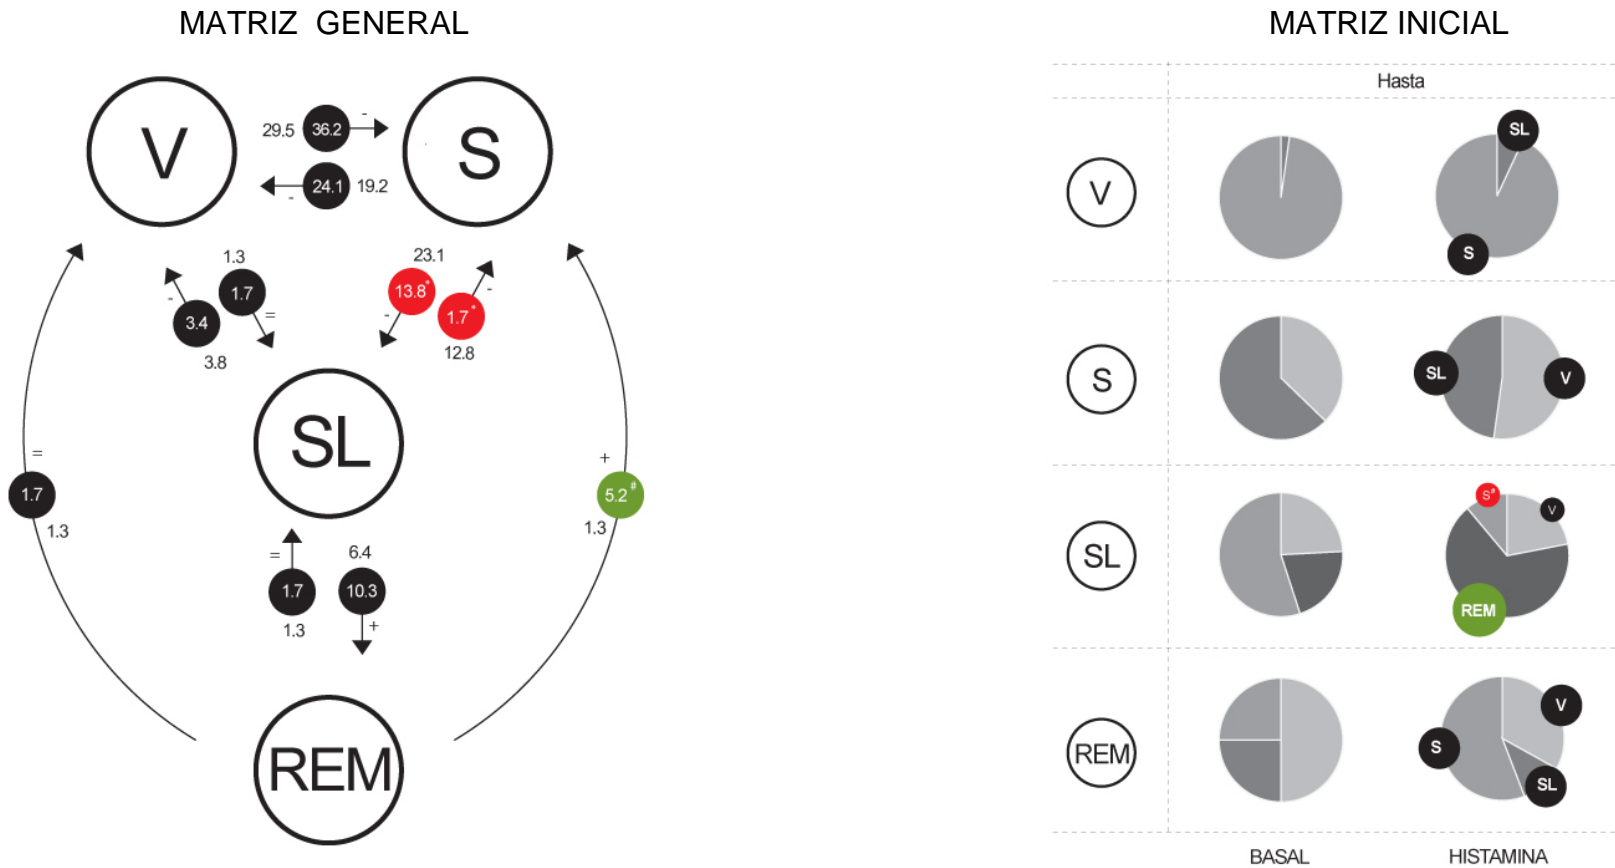 MATRIZ GENERAL
V
S
29.5 36.2 -
24.1 19.2
-
1.3
1.7
=
-
3.4
3.8
23.1
13.8*
-
1.7*
-
12.8
SL
=
1.7
1.3
+
5.2#
1.3
=
1.7
1.3
6.4
10.3
+
REM
MATRIZ INICIAL
Hasta
V
SL
S
S
SL
V
SL
S#
V
REM
REM
V
S
SL
BASAL HISTAMINA